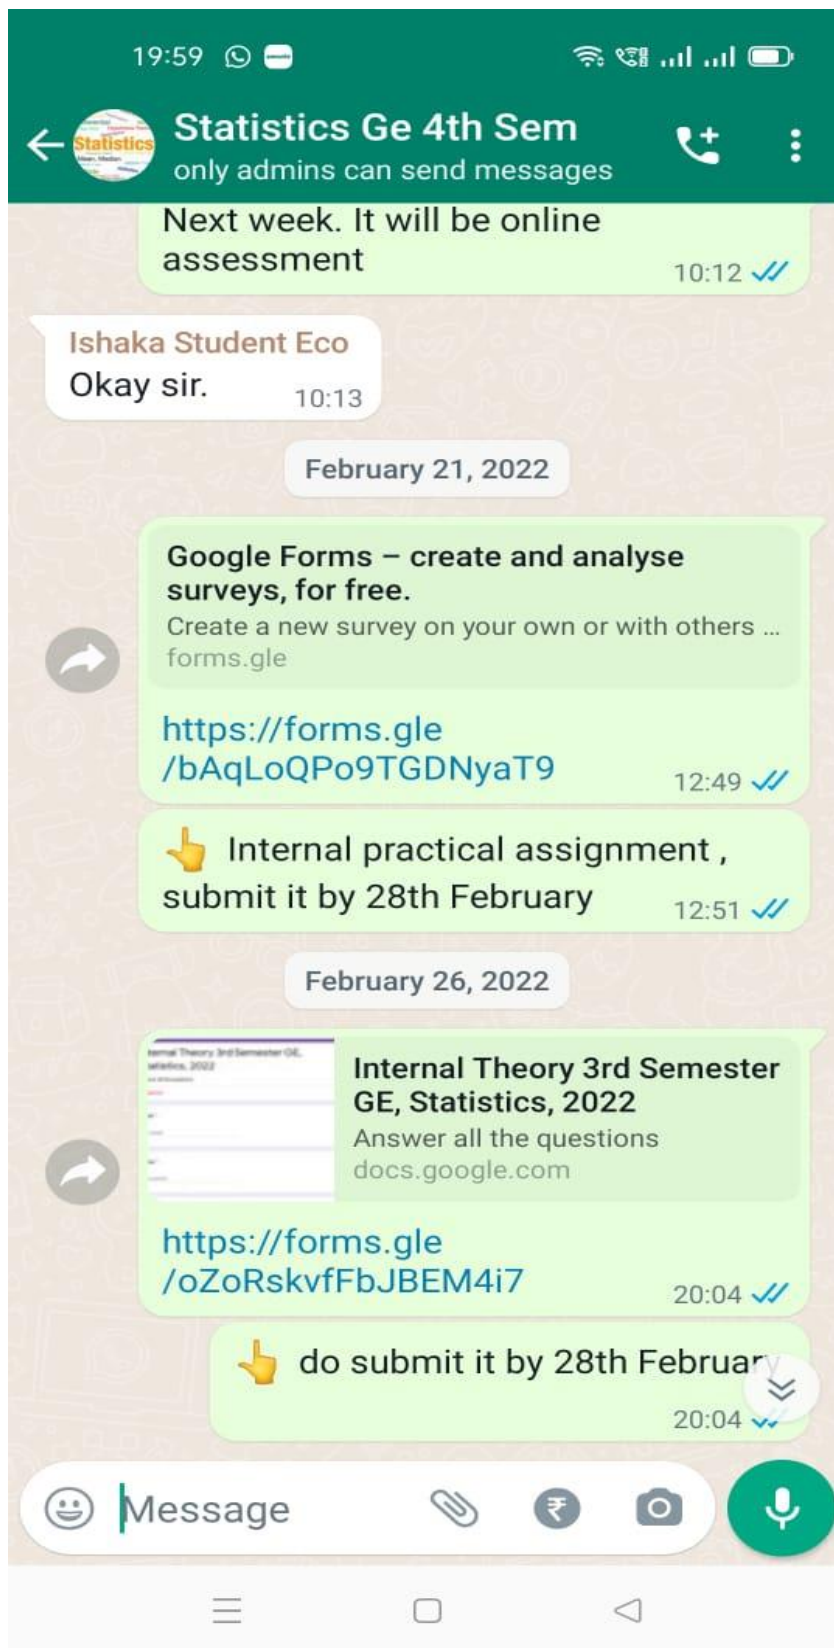 19:59
Statistics Ge 4th Sem
only admins can send messages
Statistics
Next week. It will be online
assessment
10:12
Ishaka Student Eco
Okay sir.
10:13
February 21, 2022
Google Forms – create and analyse
surveys, for free.
Create a new survey on your own or with others ...
forms.gle
https://forms.gle
/bAqLoQPo9TGDNyaT9
12:49
👆 Internal practical assignment ,
submit it by 28th February
12:51
February 26, 2022
Internal Theory 3rd Semester
GE, Statistics, 2022
Answer all the questions
docs.google.com
https://forms.gle
/oZoRskvfFbJBEM4i7
20:04
👆 do submit it by 28th February
20:04
Message